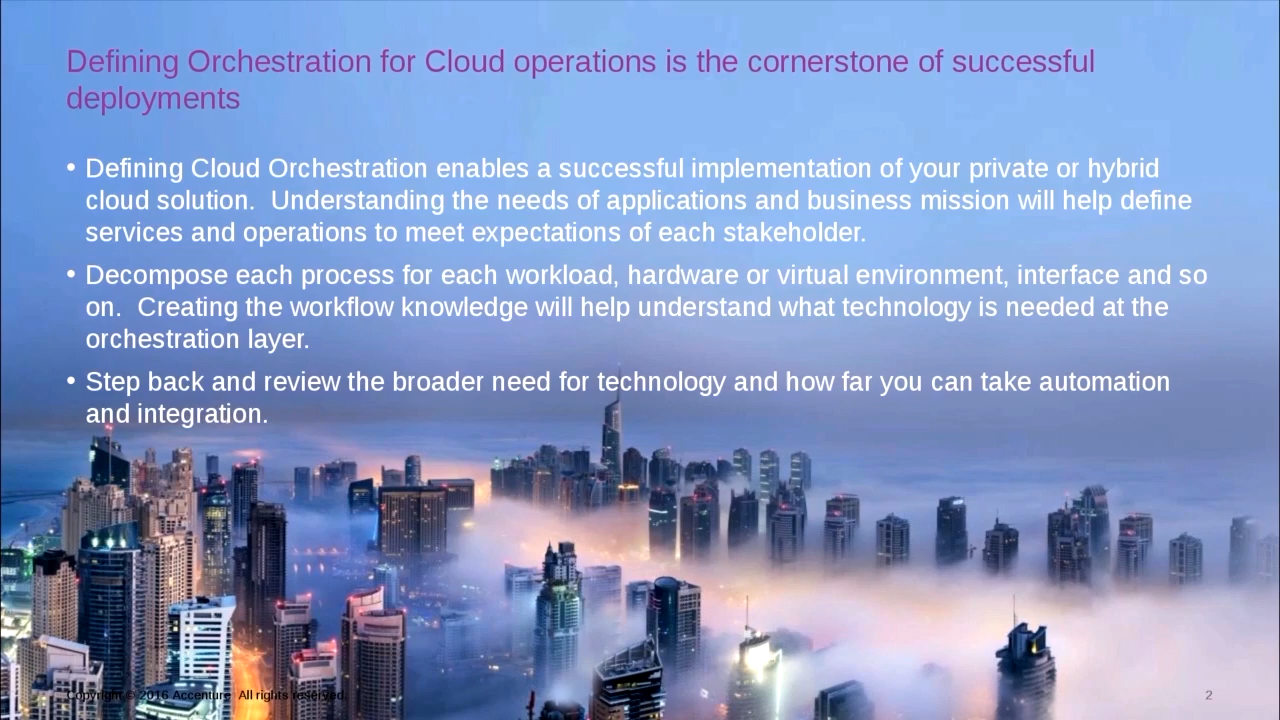 Defining Orchestration for Cloud operations is the cornerstone of successful
deployments
• Defining Cloud Orchestration enables a successful implementation of your private or hybrid
cloud solution.  Understanding the needs of applications and business mission will help define
services and operations to meet expectations of each stakeholder.
• Decompose each process for each workload, hardware or virtual environment, interface and so
on.  Creating the workflow knowledge will help understand what technology is needed at the
orchestration layer.
• Step back and review the broader need for technology and how far you can take automation
and integration.
Copyright © 2016 Accenture  All rights reserved.
2